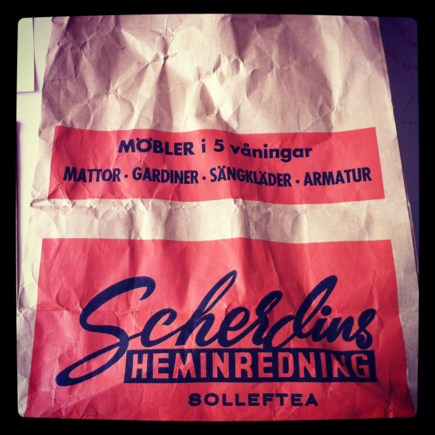 MÖBLER i 5 våningar
MATTOR · GARDINER · SÄNGKLÄDER · ARMATUR
Scherdins
HEMINREDNING
SOLLEFTEA